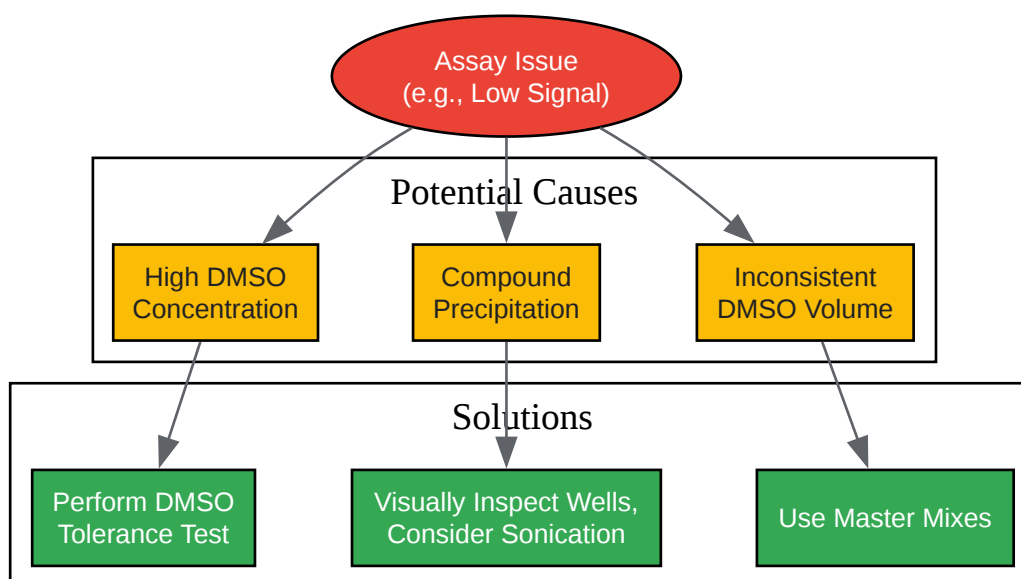 Assay Issue
(e.g., Low Signal)
Potential Causes
High DMSO
Concentration
Compound
Precipitation
Inconsistent
DMSO Volume
Solutions
Perform DMSO
Tolerance Test
Visually Inspect Wells,
Consider Sonication
Use Master Mixes